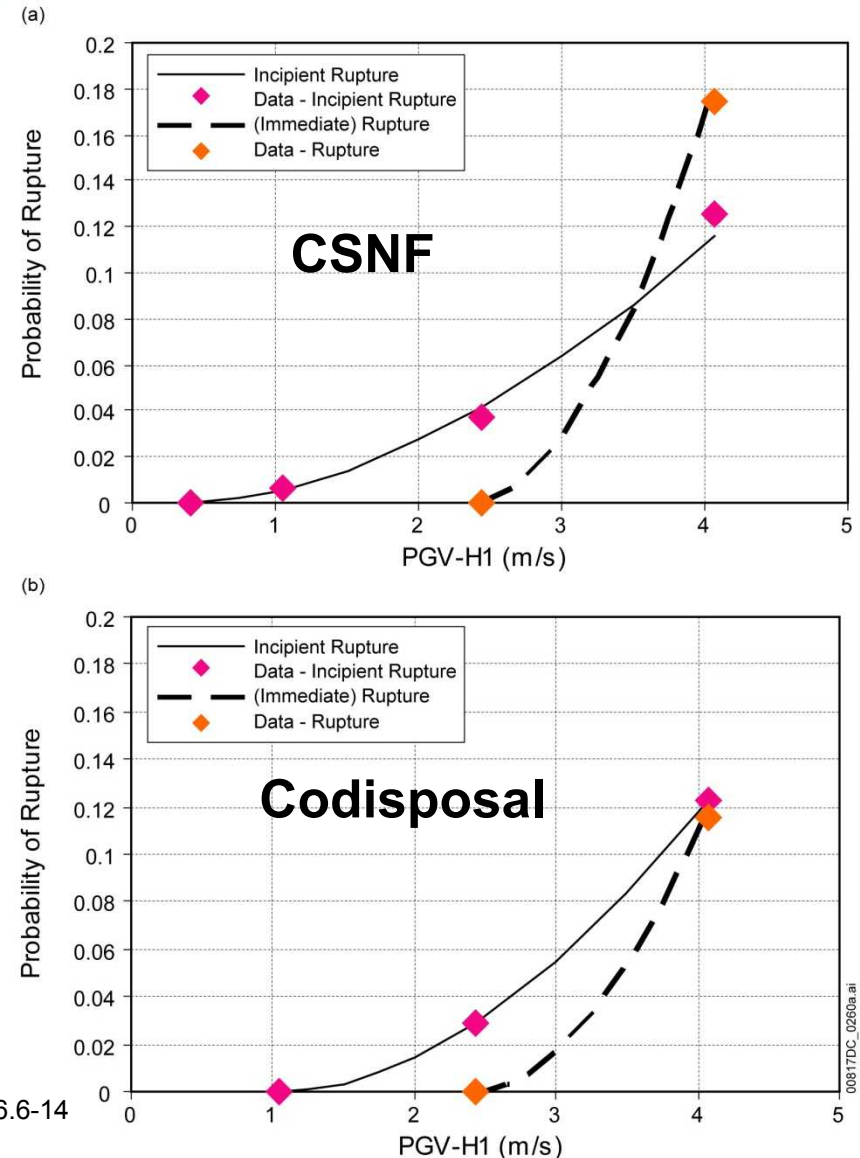 (a)
0.2
0.18
0.16
0.14
0.12
0.1
0.08
0.06
0.04
0.02
0
Probability of Rupture
Incipient Rupture
Data - Incipient Rupture
(Immediate) Rupture
Data - Rupture
CSNF
0 1 2 3 4 5
PGV-H1 (m/s)
(b)
0.2
0.18
0.16
0.14
0.12
0.1
0.08
0.06
0.04
0.02
0
Probability of Rupture
Incipient Rupture
Data - Incipient Rupture
(Immediate) Rupture
Data - Rupture
Codisposal
00817DC_0260a.ai
6.6-14
0 1 2 3 4 5
PGV-H1 (m/s)